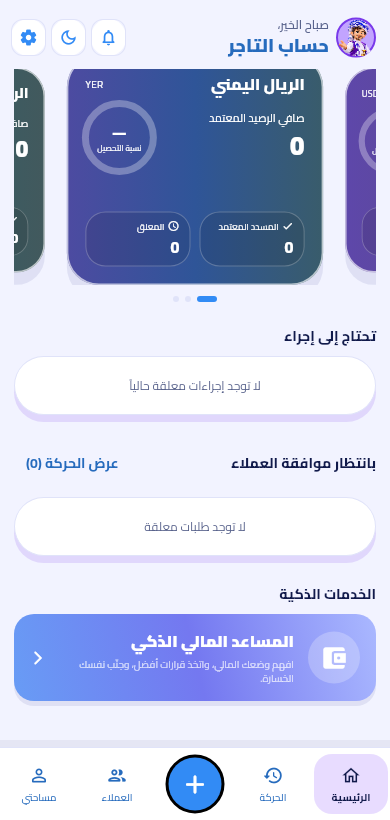 صباح الخير،
حساب التاجر
USD
الريال اليمني
YER
صافي الرصيد المعتمد
0
—
نسبة التحصيل
المسدد المعتمد
0
المعلق
0
0
تحتاج إلى إجراء
لا توجد إجراءات معلقة حالياً
بانتظار موافقة العملاء
عرض الحركة (0)
لا توجد طلبات معلقة
الخدمات الذكية
المساعد المالي الذكي
افهم وضعك المالي، واتخذ قرارات أفضل، وجنّب نفسك
الخسارة.
الرئيسية
الحركة
العملاء
مساحتي